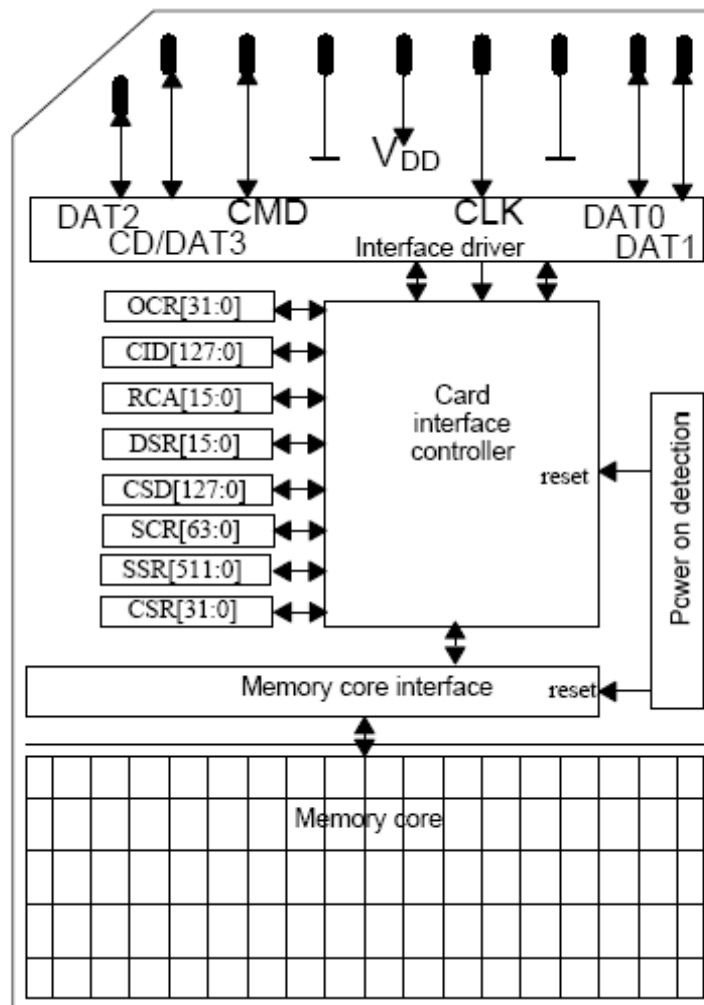 V_DD
DAT2 CMD CLK DAT0
CD/DAT3 Interface driver DAT1
OCR[31:0]
CID[127:0]
RCA[15:0]
DSR[15:0]
CSD[127:0]
SCR[63:0]
SSR[511:0]
CSR[31:0]
Card
interface
controller
reset
Power on detection
Memory core interface reset
Memory core